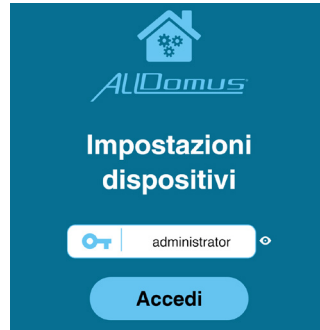 ALLDomus
Impostazioni
dispositivi
administrator
Accedi